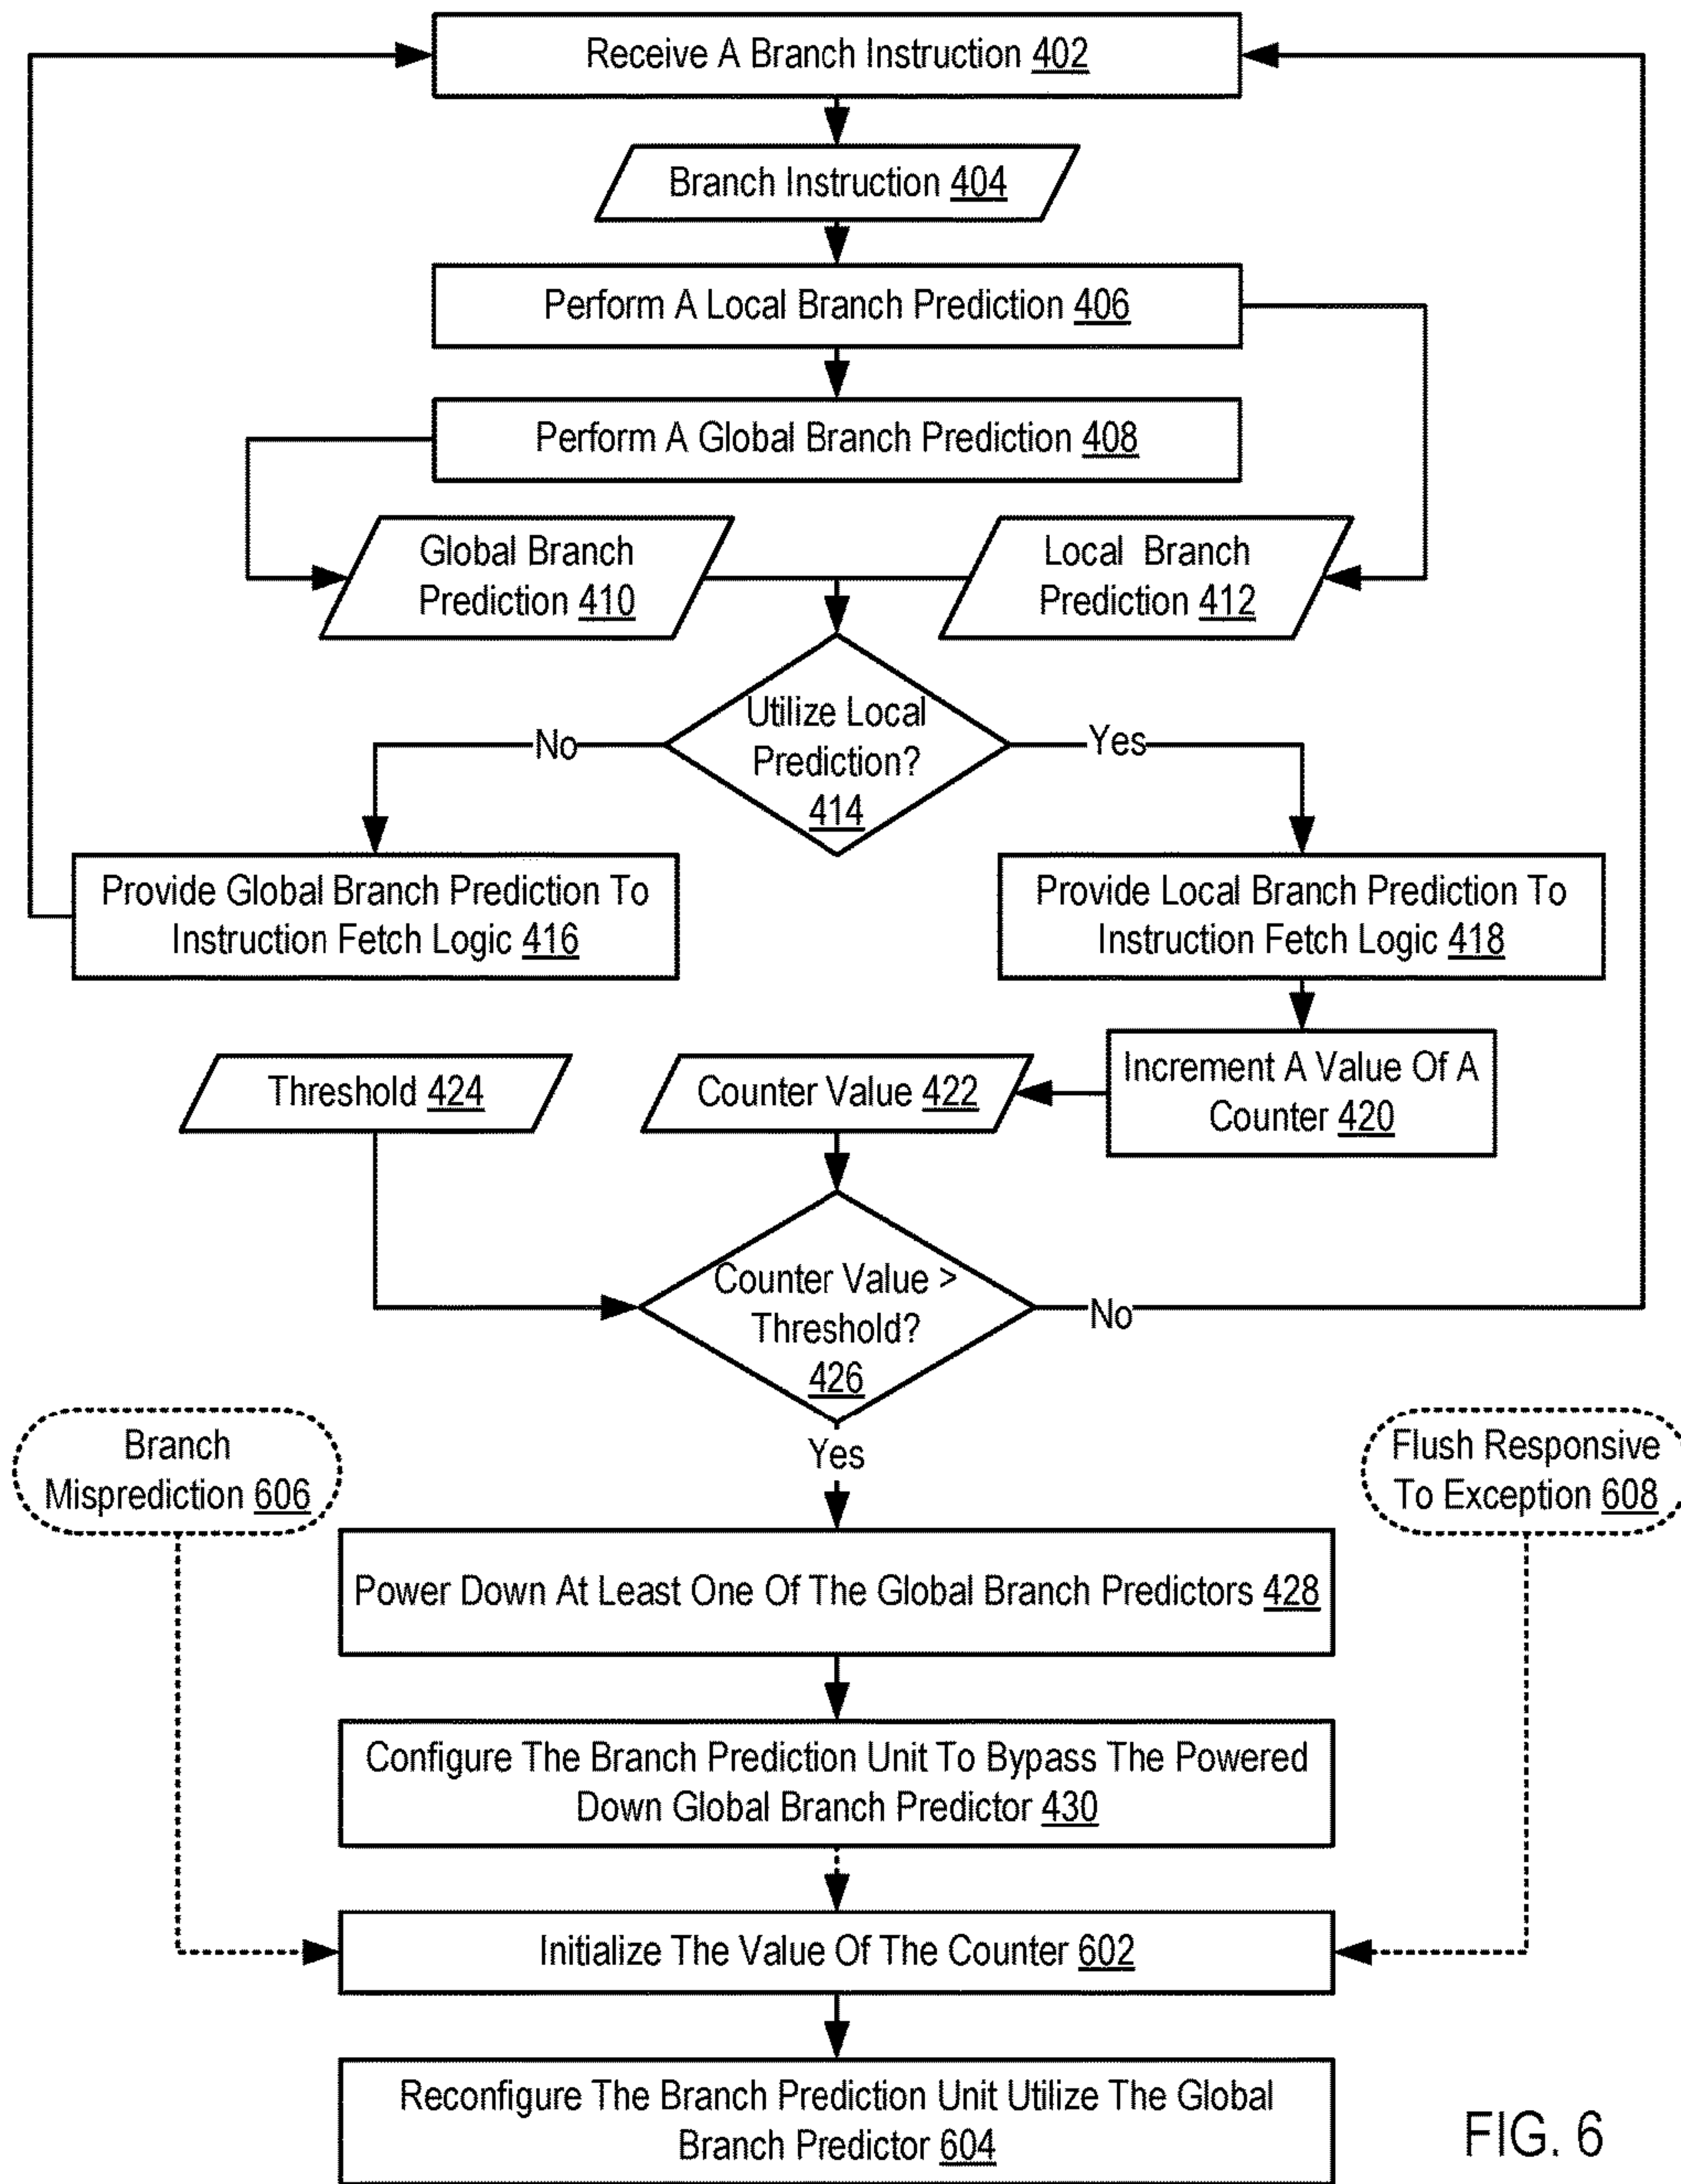 Receive A Branch Instruction 402
Branch Instruction 404
Perform A Local Branch Prediction 406
Perform A Global Branch Prediction 408
Global Branch
Prediction 410
Local Branch
Prediction 412
Utilize Local
Prediction?
414
No
Yes
Provide Global Branch Prediction To
Instruction Fetch Logic 416
Provide Local Branch Prediction To
Instruction Fetch Logic 418
Increment A Value Of A
Counter 420
Threshold 424
Counter Value 422
Counter Value >
Threshold?
426
No
Yes
Branch
Misprediction 606
Flush Responsive
To Exception 608
Power Down At Least One Of The Global Branch Predictors 428
Configure The Branch Prediction Unit To Bypass The Powered
Down Global Branch Predictor 430
Initialize The Value Of The Counter 602
Reconfigure The Branch Prediction Unit Utilize The Global
Branch Predictor 604
FIG. 6